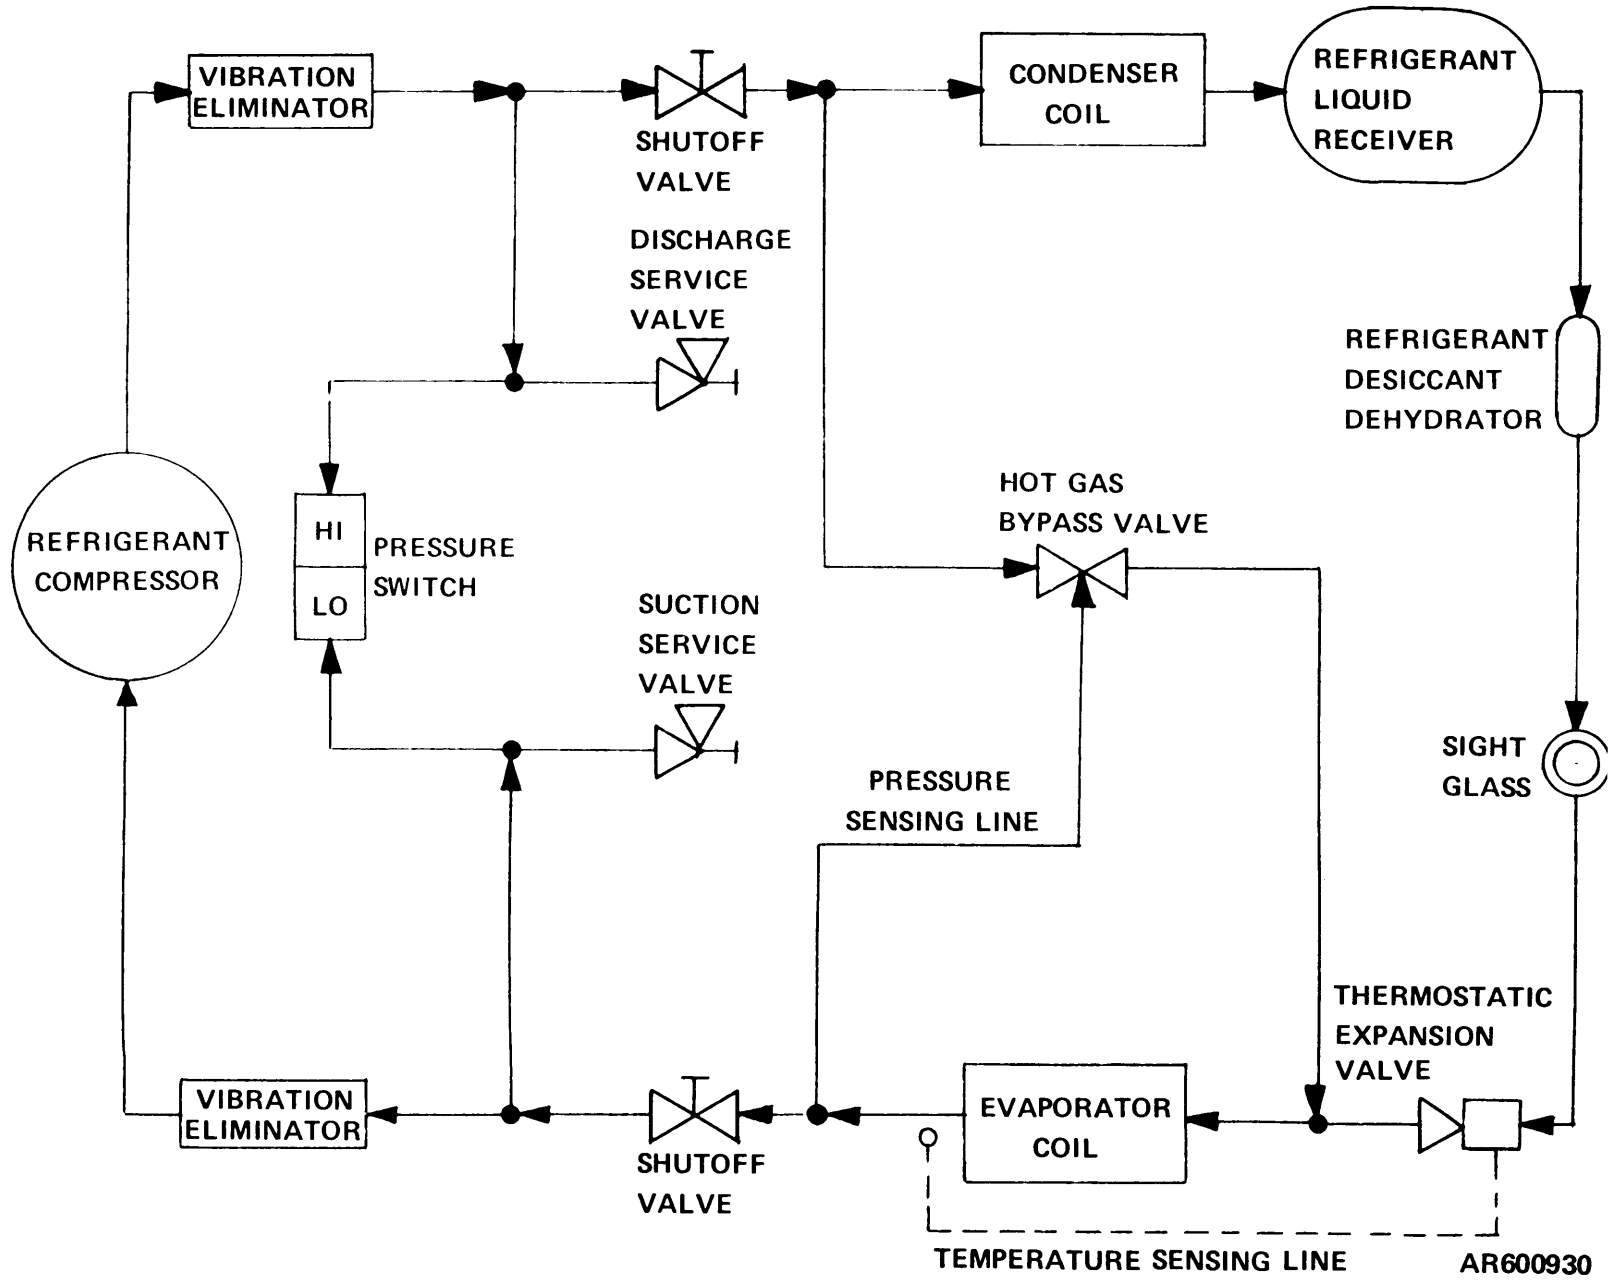 VIBRATION
ELIMINATOR
SHUTOFF
VALVE
CONDENSER
COIL
REFRIGERANT
LIQUID
RECEIVER
DISCHARGE
SERVICE
VALVE
REFRIGERANT
DESICCANT
DEHYDRATOR
REFRIGERANT
COMPRESSOR
HI
LO
PRESSURE
SWITCH
HOT GAS
BYPASS VALVE
SUCTION
SERVICE
VALVE
PRESSURE
SENSING LINE
SIGHT
GLASS
THERMOSTATIC
EXPANSION
VALVE
VIBRATION
ELIMINATOR
SHUTOFF
VALVE
EVAPORATOR
COIL
TEMPERATURE SENSING LINE
AR600930